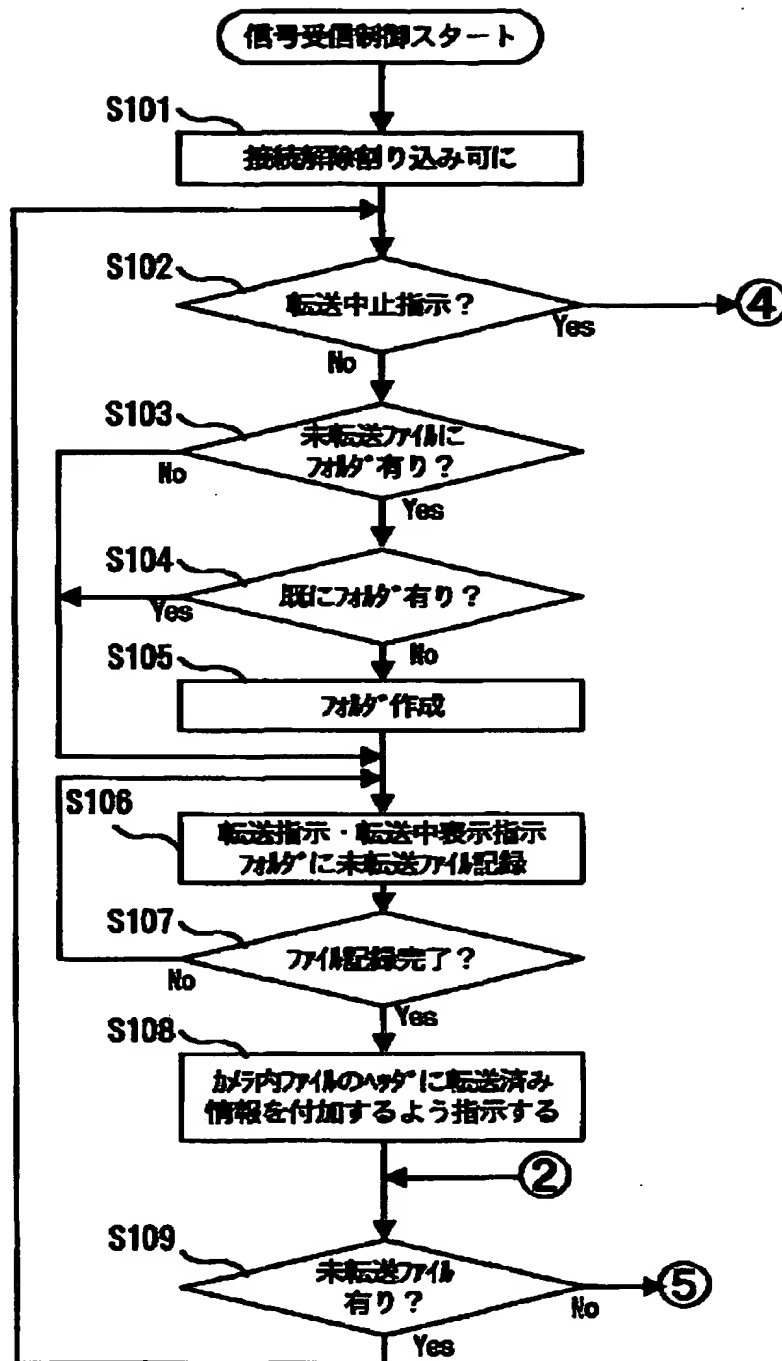 信号受信制御スタート
S101
接続解除割り込み可に
S102
転送中止指示？
Yes
④
No
S103
未転送ファイルに
フォルダ有り？
No
Yes
S104
既にフォルダ有り？
Yes
No
S105
フォルダ作成
S106
転送指示・転送中表示指示
フォルダに未転送ファイル記録
S107
ファイル記録完了？
No
Yes
S108
カメラ内ファイルのヘッダに転送済み
情報を付加するよう指示する
②
S109
未転送ファイル
有り？
No
⑤
Yes